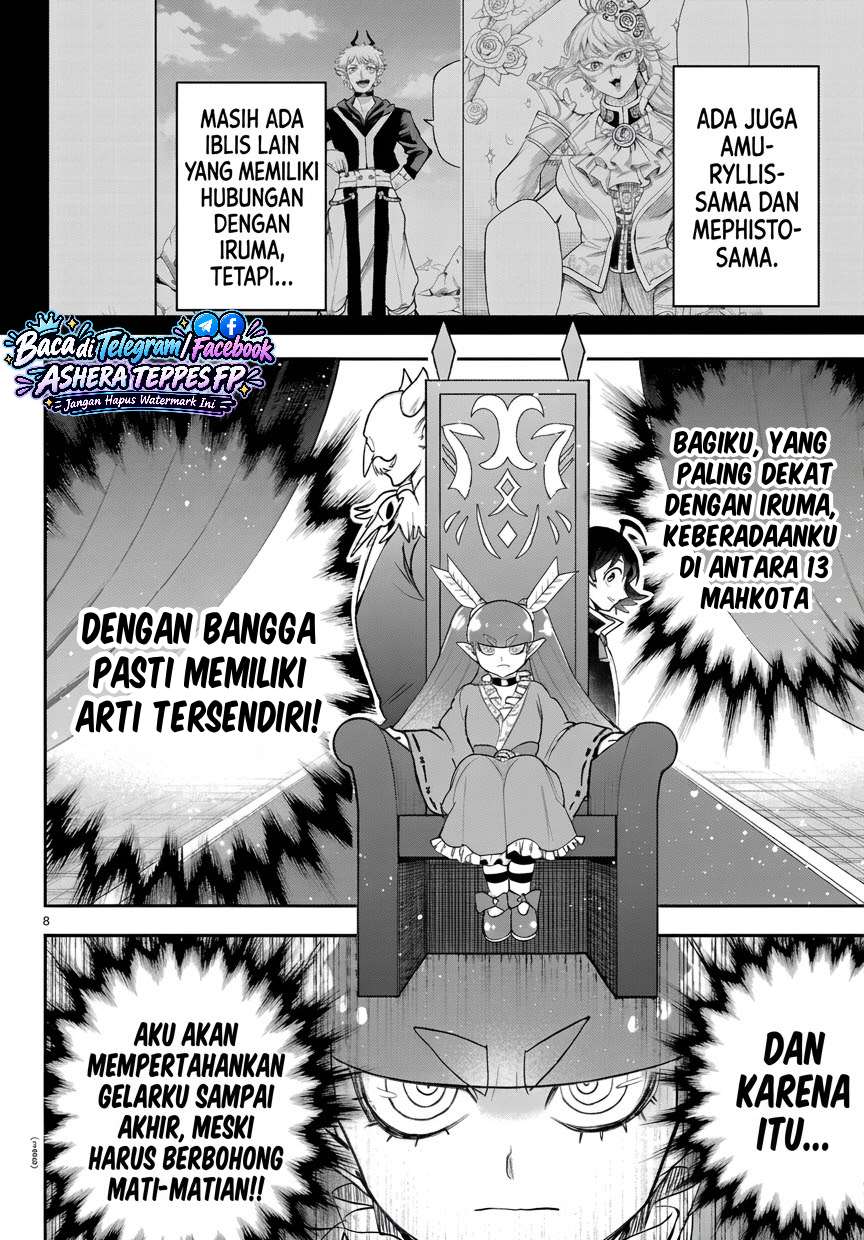 ADA JUGA
AMU-
RYLLIS-
SAMA DAN
MEPHISTO-
SAMA.
MASIH ADA
IBLIS LAIN
YANG MEMILIKI
HUBUNGAN
DENGAN
IRUMA,
TETAPI...
Baca di Telegram/Facebook
ASHERA TEPPES FP
Jangan Hapus Watermark Ini
BAGIKU, YANG
PALING DEKAT
DENGAN IRUMA,
KEBERADAANKU
DI ANTARA 13
MAHKOTA
DENGAN BANGGA
PASTI MEMILIKI
ARTI TERSENDIRI!
8
DAN
KARENA
ITU...
AKU AKAN
MEMPERTAHANKAN
GELARKU SAMPAI
AKHIR, MESKI
HARUS BERBOHONG
MATI-MATIAN!!